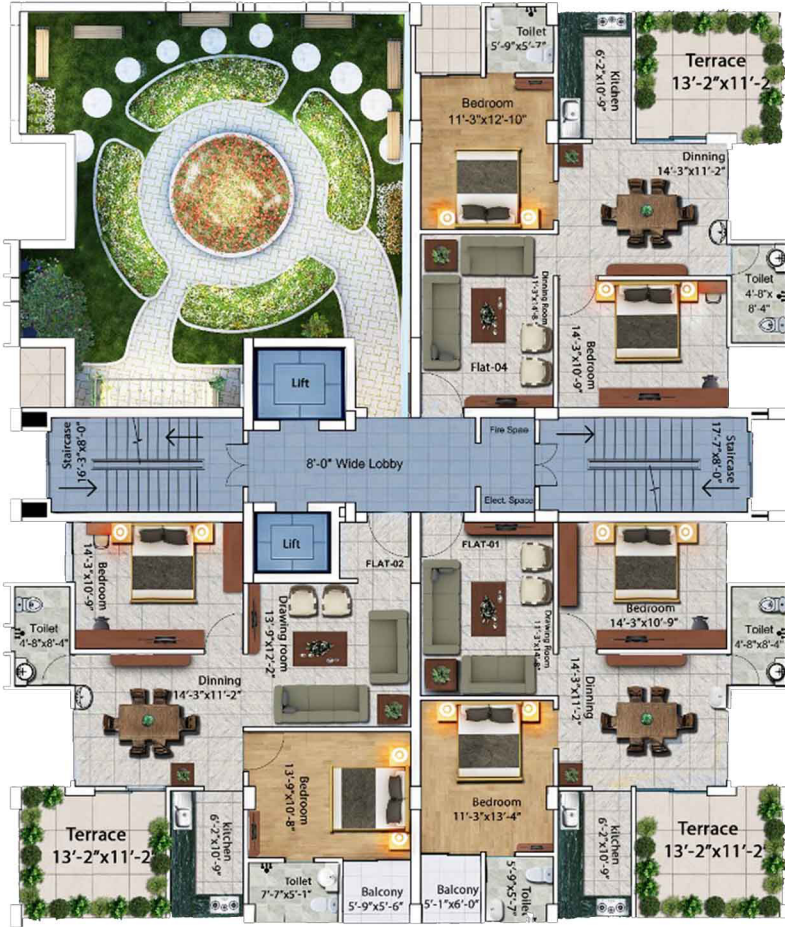 Toilet
5'-9"x5'-7"
Kitchen
6'-2"x10'-9"
Terrace
13'-2"x11'-2
Bedroom
11'-3"x12'-10"
Dinning
14'-3"x11'-2"
Toilet
4'-8"x
8'-4"
Dinning Room
11'-3"x14'-8"
Flat-04
Bedroom
14'-3"x10'-9"
Lift
Staircase
16'-3"x8'-0"
8'-0" Wide Lobby
Fire Space
Elect. Space
Staircase
17'-7"x8'-0"
Lift
FLAT-02
FLAT-01
Bedroom
14'-3"x10'-9"
Toilet
4'-8"x8'-4"
Drawing room
13'-9"x12'-2"
Drawing Room
11'-3"x14'-8"
Bedroom
14'-3"x10'-9"
Toilet
4'-8"x8'-4"
Dinning
14'-3"x11'-2"
Dinning
14'-3"x11'-2"
Bedroom
13'-9"x10'-8"
Bedroom
11'-3"x13'-4"
Terrace
13'-2"x11'-2
kitchen
6'-2"x10'-9"
Toilet
7'-7"x5'-1"
Balcony
5'-9"x5'-6"
Balcony
5'-1"x6'-0"
Toilet
5'-9"x5'-7"
kitchen
6'-2"x10'-9"
Terrace
13'-2"x11'-2